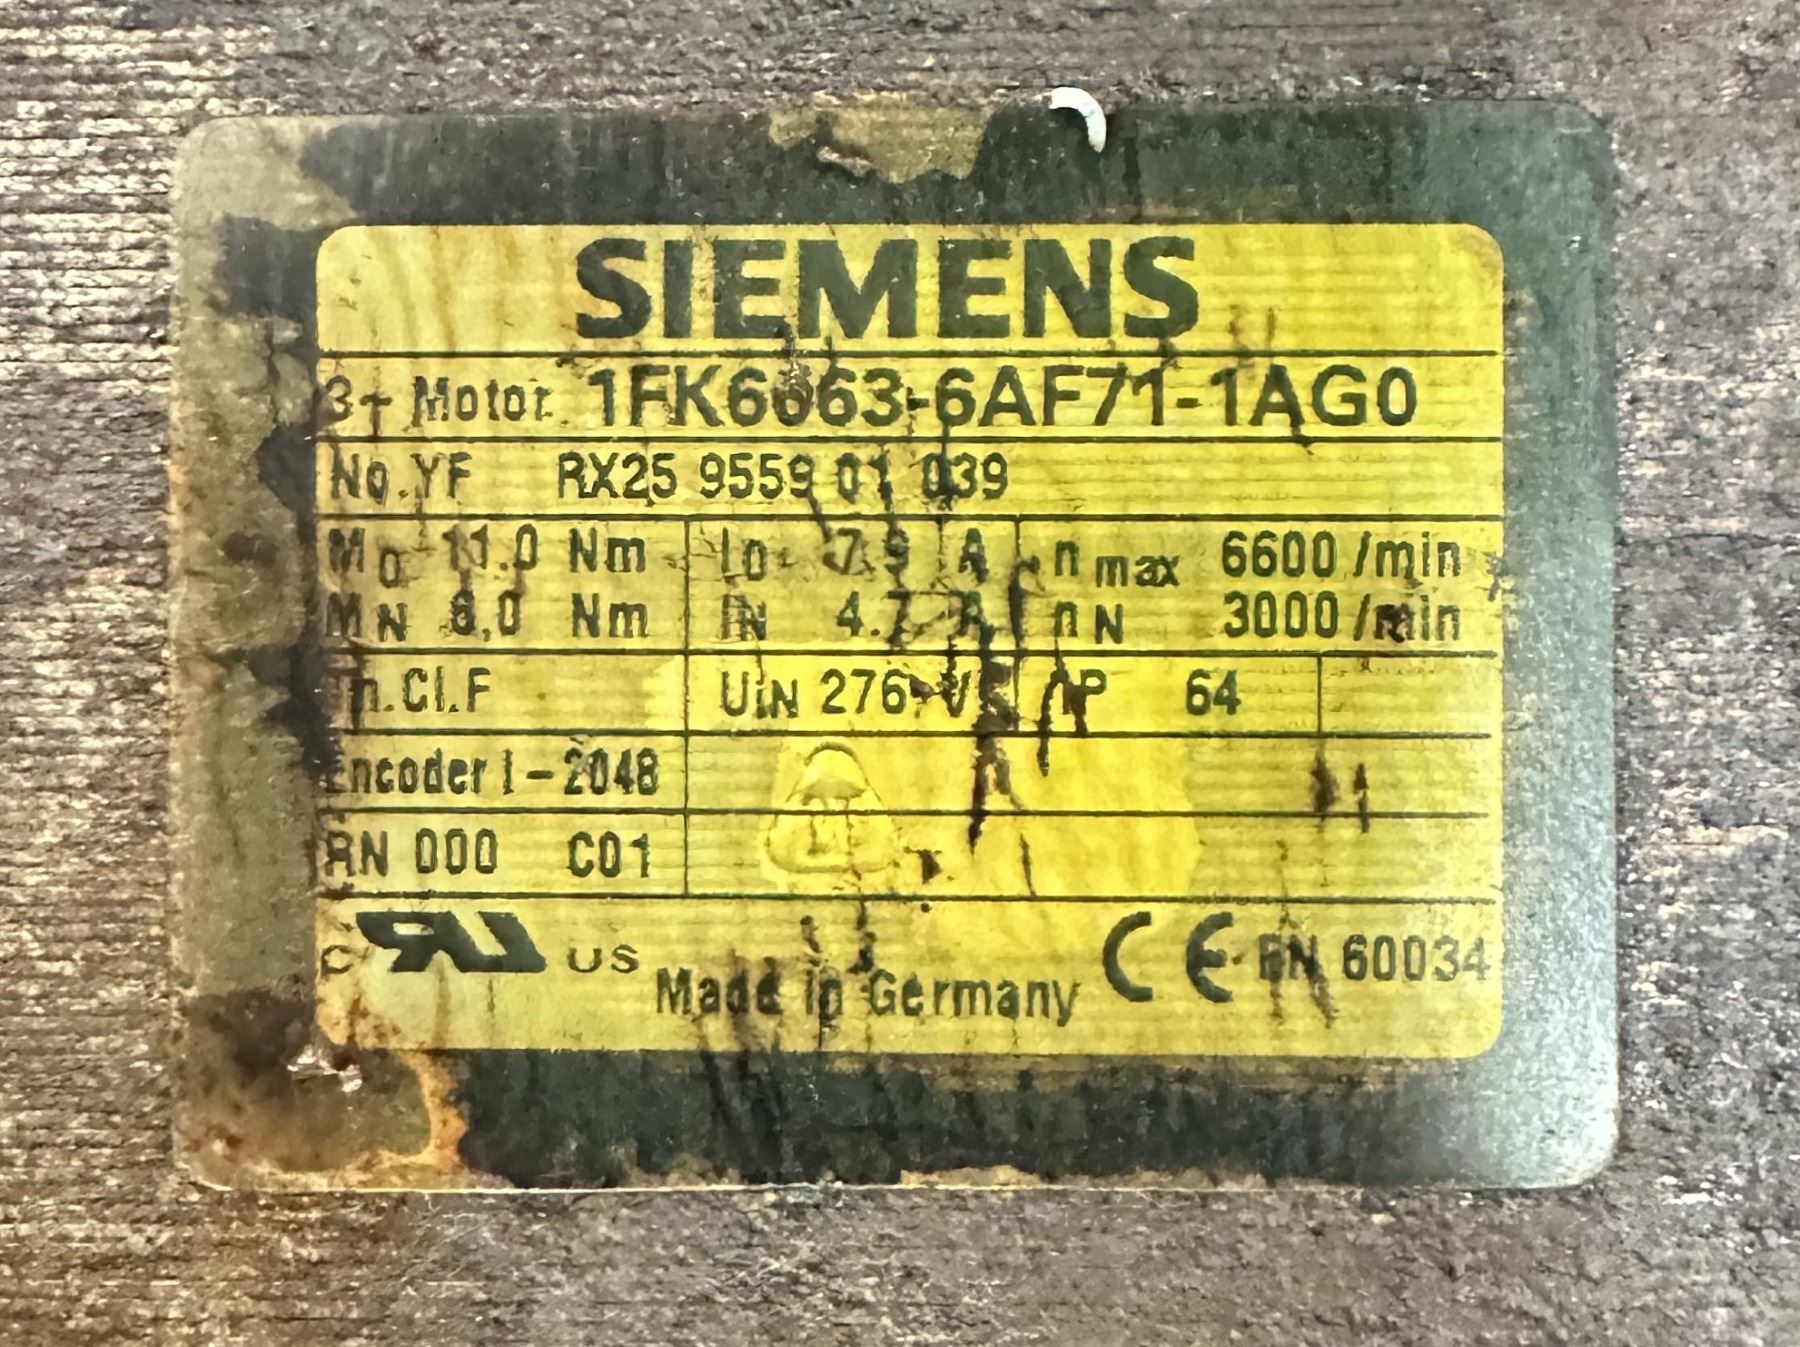 SIEMENS
3~ Motor 1FK6063-6AF71-1AG0
No.YF RX25 9559 01 039
M0 11.0 Nm I0 7.9 A nmax 6600 /min
MN 6,0 Nm IN 4.7 A nN 3000 /min
Th.Cl.F UiN 276 V IP 64
Encoder I-2048
RN 000 C01
c RU US Made in Germany CE EN 60034